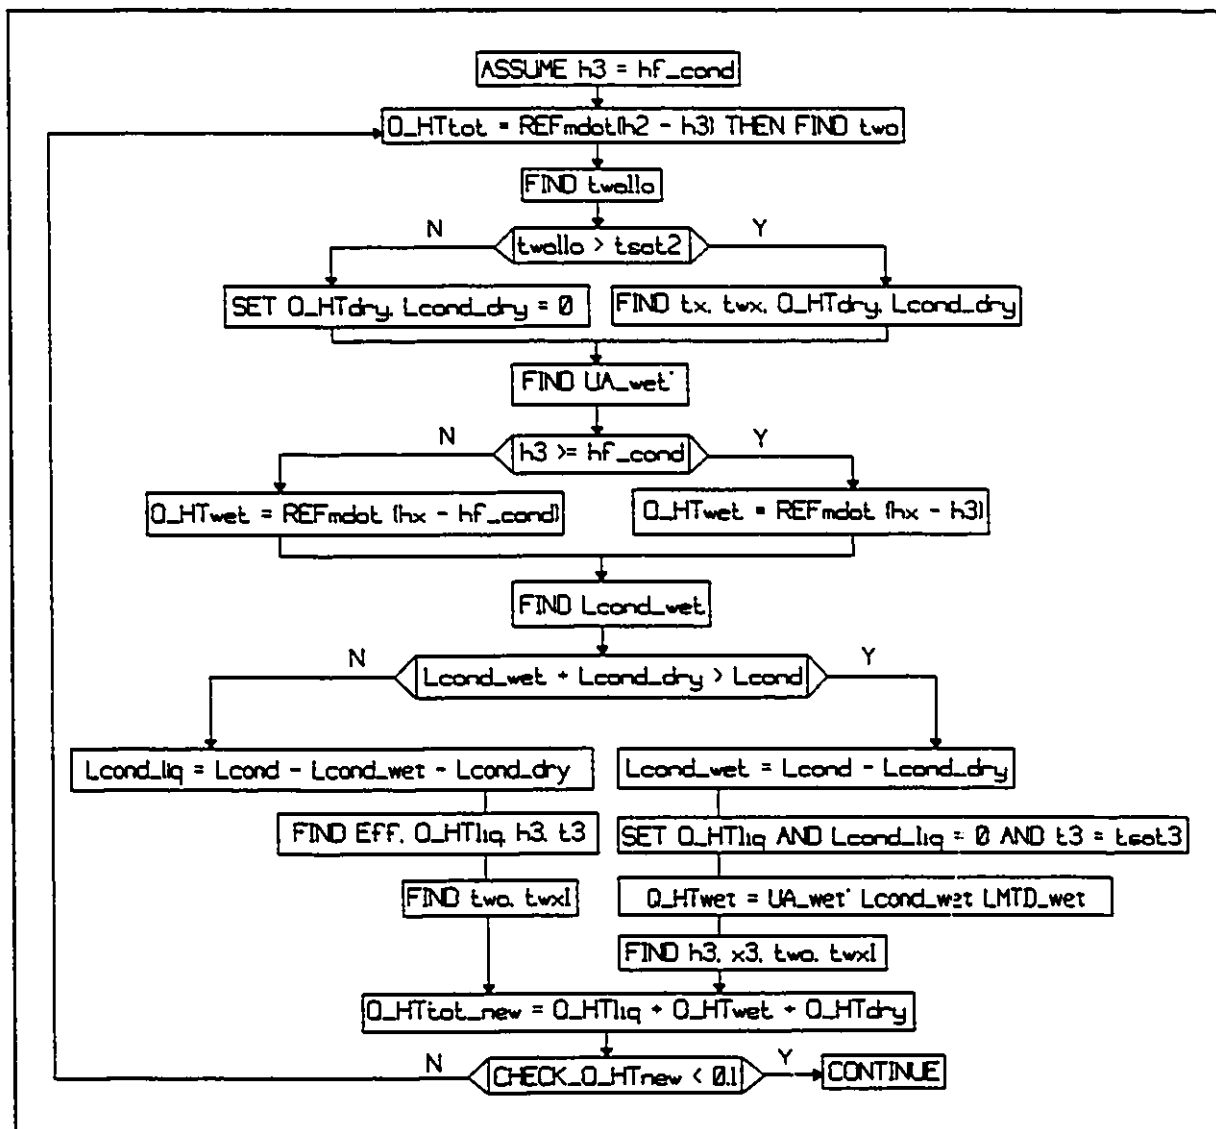 ASSUME h3 = hf_cond
Q_HTtot = REFmdot(h2 - h3) THEN FIND two
FIND twallo
N
twallo > tsat2
Y
SET Q_HTdry, Lcond_dry = 0
FIND tx, twx, Q_HTdry, Lcond_dry
FIND UA_wet'
N
h3 >= hf_cond
Y
Q_HTwet = REFmdot (hx - hf_cond)
Q_HTwet = REFmdot (hx - h3)
FIND Lcond_wet
N
Lcond_wet + Lcond_dry > Lcond
Y
Lcond_liq = Lcond - Lcond_wet - Lcond_dry
Lcond_wet = Lcond - Lcond_dry
FIND Eff, Q_HTliq, h3, t3
SET Q_HTliq AND Lcond_liq = 0 AND t3 = tsat3
FIND two, twxl
Q_HTwet = UA_wet' Lcond_wet LMTD_wet
FIND h3, x3, two, twxl
Q_HTtot_new = Q_HTliq + Q_HTwet + Q_HTdry
N
CHECK_Q_HTnew < 0.1
Y
CONTINUE